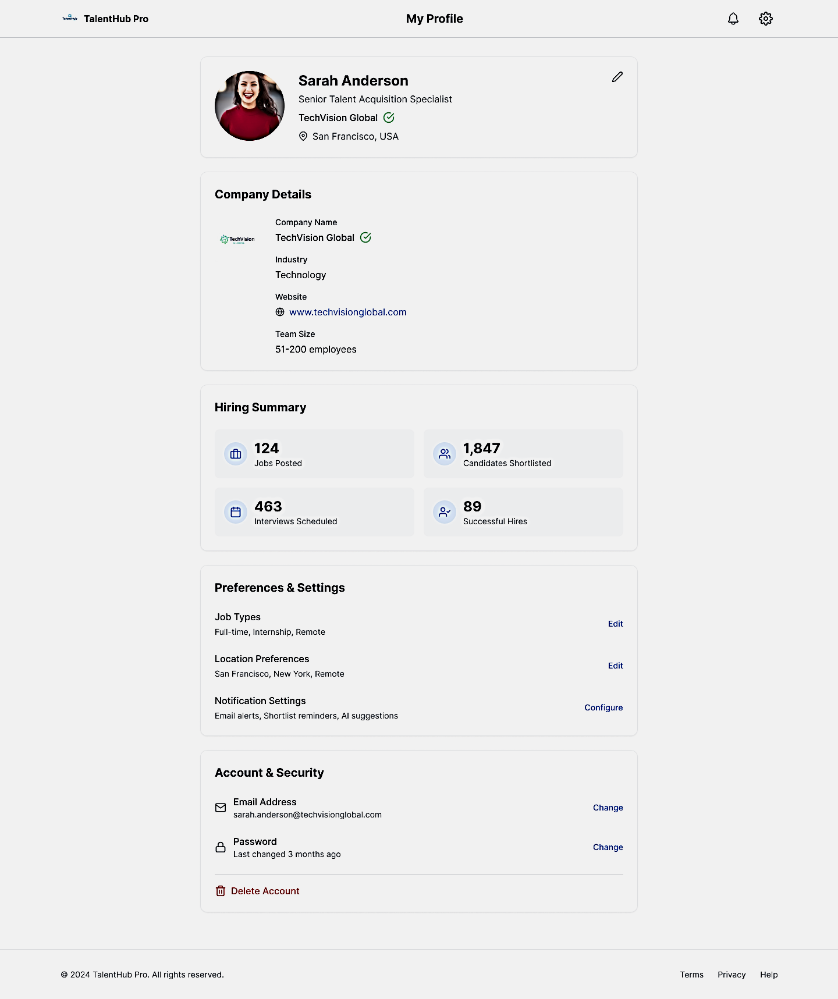 TalentHub
TalentHub Pro
My Profile
Sarah Anderson
Senior Talent Acquisition Specialist
TechVision Global
San Francisco, USA
Company Details
TechVision
GLOBAL
Company Name
TechVision Global
Industry
Technology
Website
www.techvisionglobal.com
Team Size
51-200 employees
Hiring Summary
124
Jobs Posted
1,847
Candidates Shortlisted
463
Interviews Scheduled
89
Successful Hires
Preferences & Settings
Job Types
Full-time, Internship, Remote
Edit
Location Preferences
San Francisco, New York, Remote
Edit
Notification Settings
Email alerts, Shortlist reminders, AI suggestions
Configure
Account & Security
Email Address
sarah.anderson@techvisionglobal.com
Change
Password
Last changed 3 months ago
Change
Delete Account
© 2024 TalentHub Pro. All rights reserved.
Terms Privacy Help